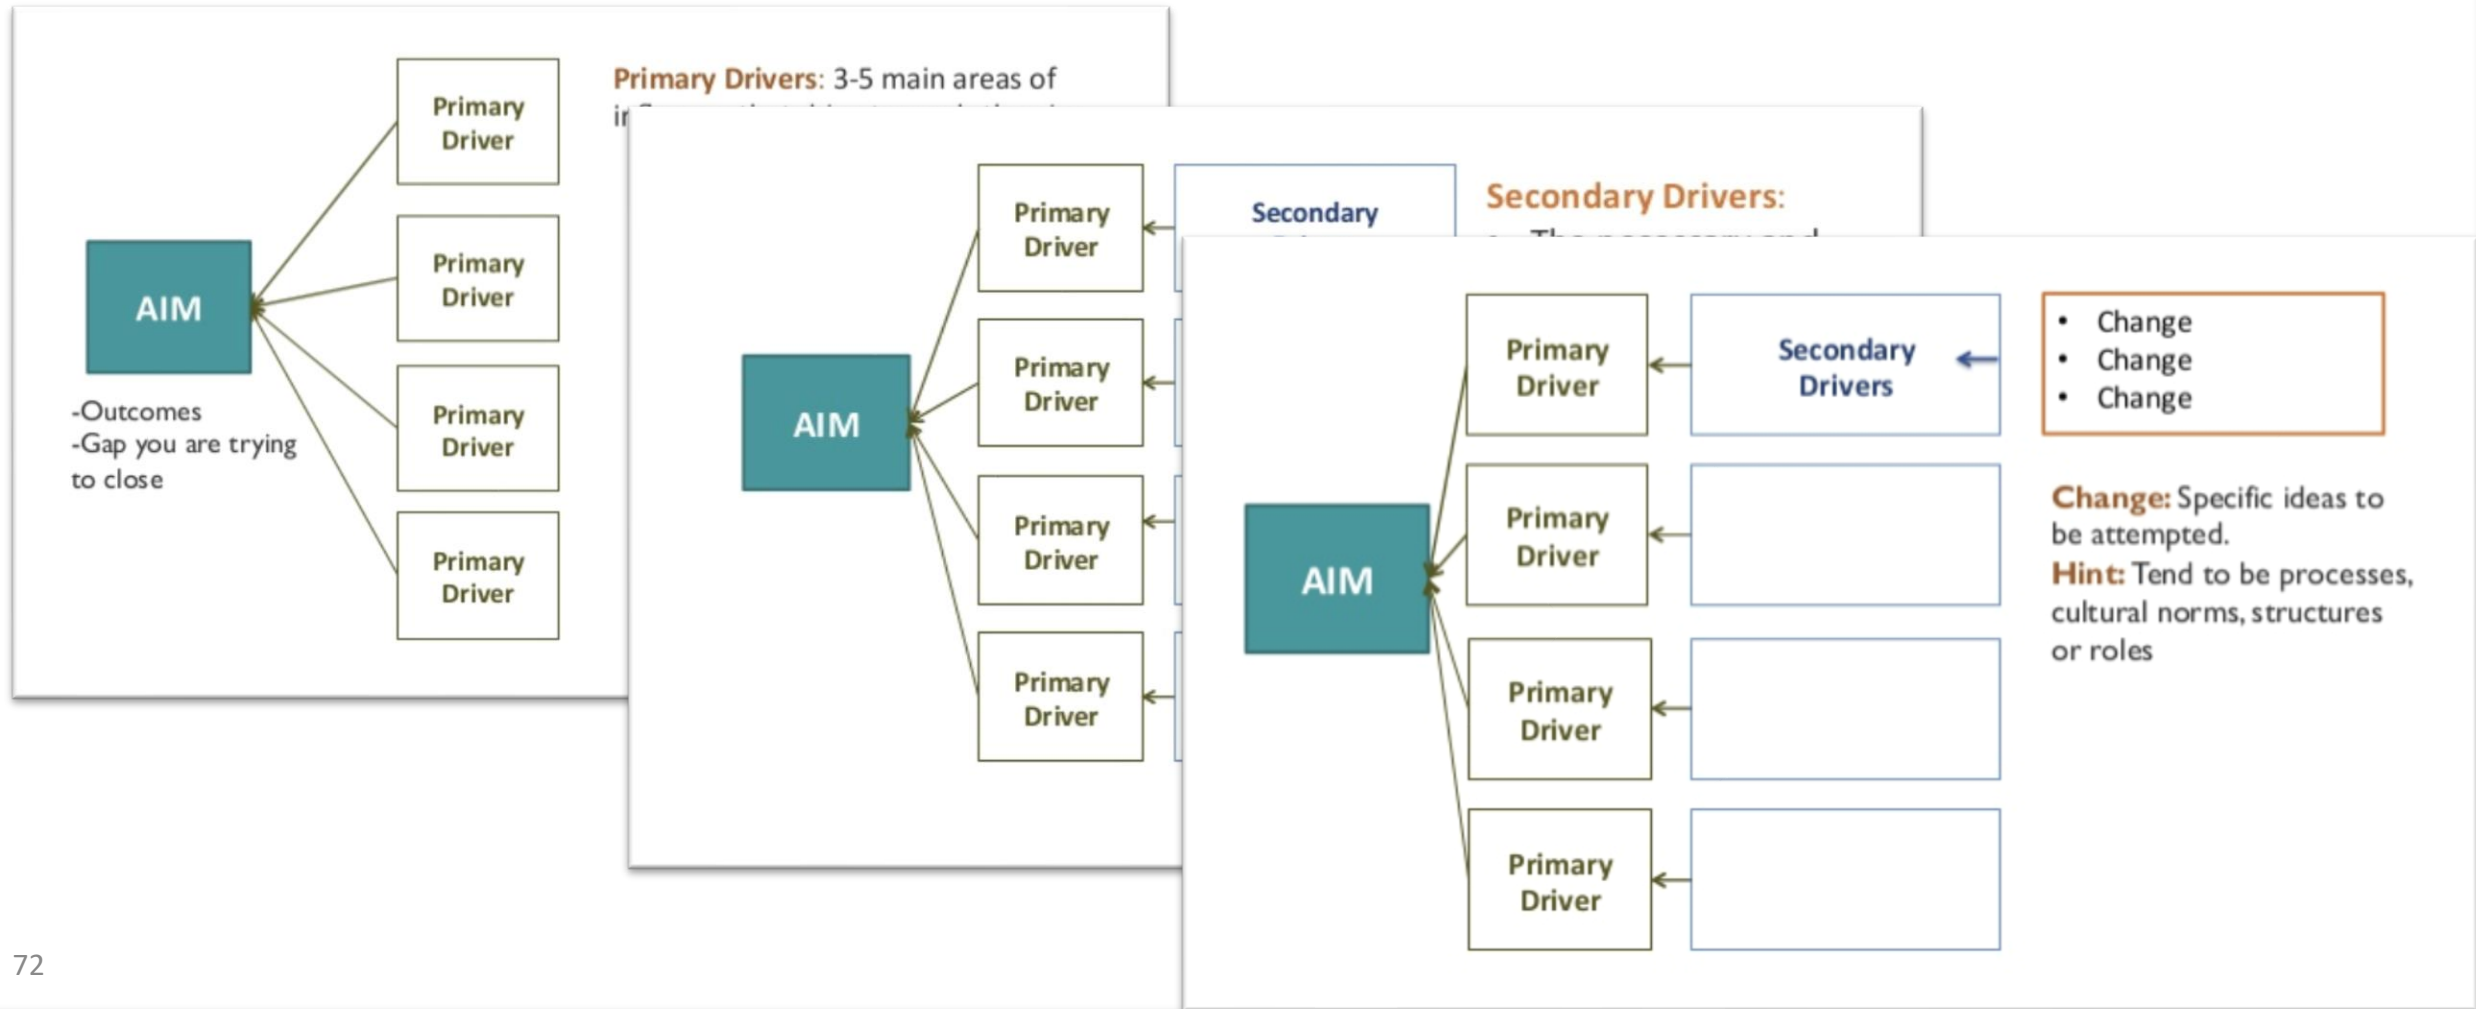 Primary
Driver
Primary Drivers: 3-5 main areas of
Primary
Driver
AIM
Primary
Driver
Primary
Driver
-Outcomes
-Gap you are trying
to close
Primary
Driver
Secondary
Secondary Drivers:
Primary
Driver
AIM
Primary
Driver
Primary
Driver
Primary
Driver
Secondary
Drivers
• Change
• Change
• Change
Primary
Driver
AIM
Primary
Driver
Primary
Driver
Change: Specific ideas to
be attempted.
Hint: Tend to be processes,
cultural norms, structures
or roles
72